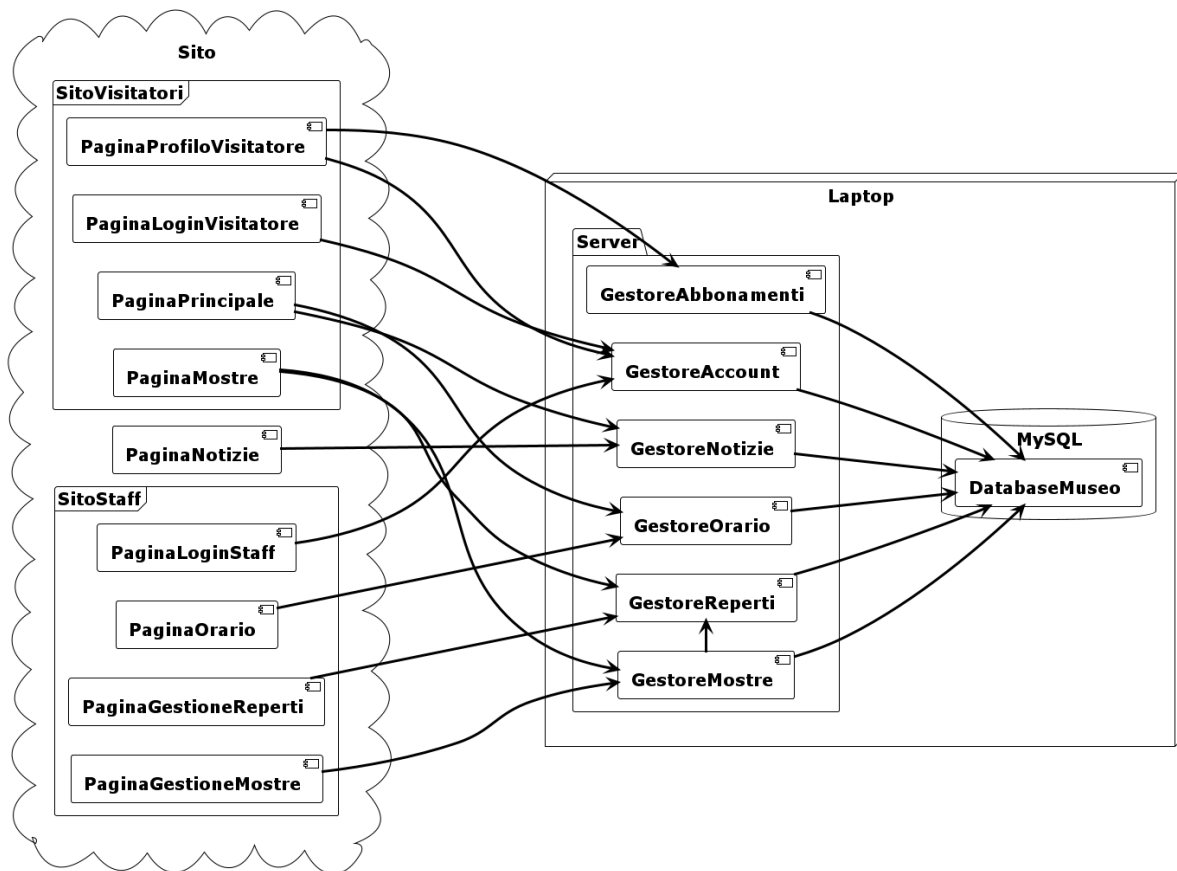 Sito
SitoVisitatori
PaginaProfiloVisitatore
PaginaLoginVisitatore
PaginaPrincipale
PaginaMostre
PaginaNotizie
SitoStaff
PaginaLoginStaff
PaginaOrario
PaginaGestioneReperti
PaginaGestioneMostre
Laptop
Server
GestoreAbbonamenti
GestoreAccount
GestoreNotizie
GestoreOrario
GestoreReperti
GestoreMostre
MySQL
DatabaseMuseo